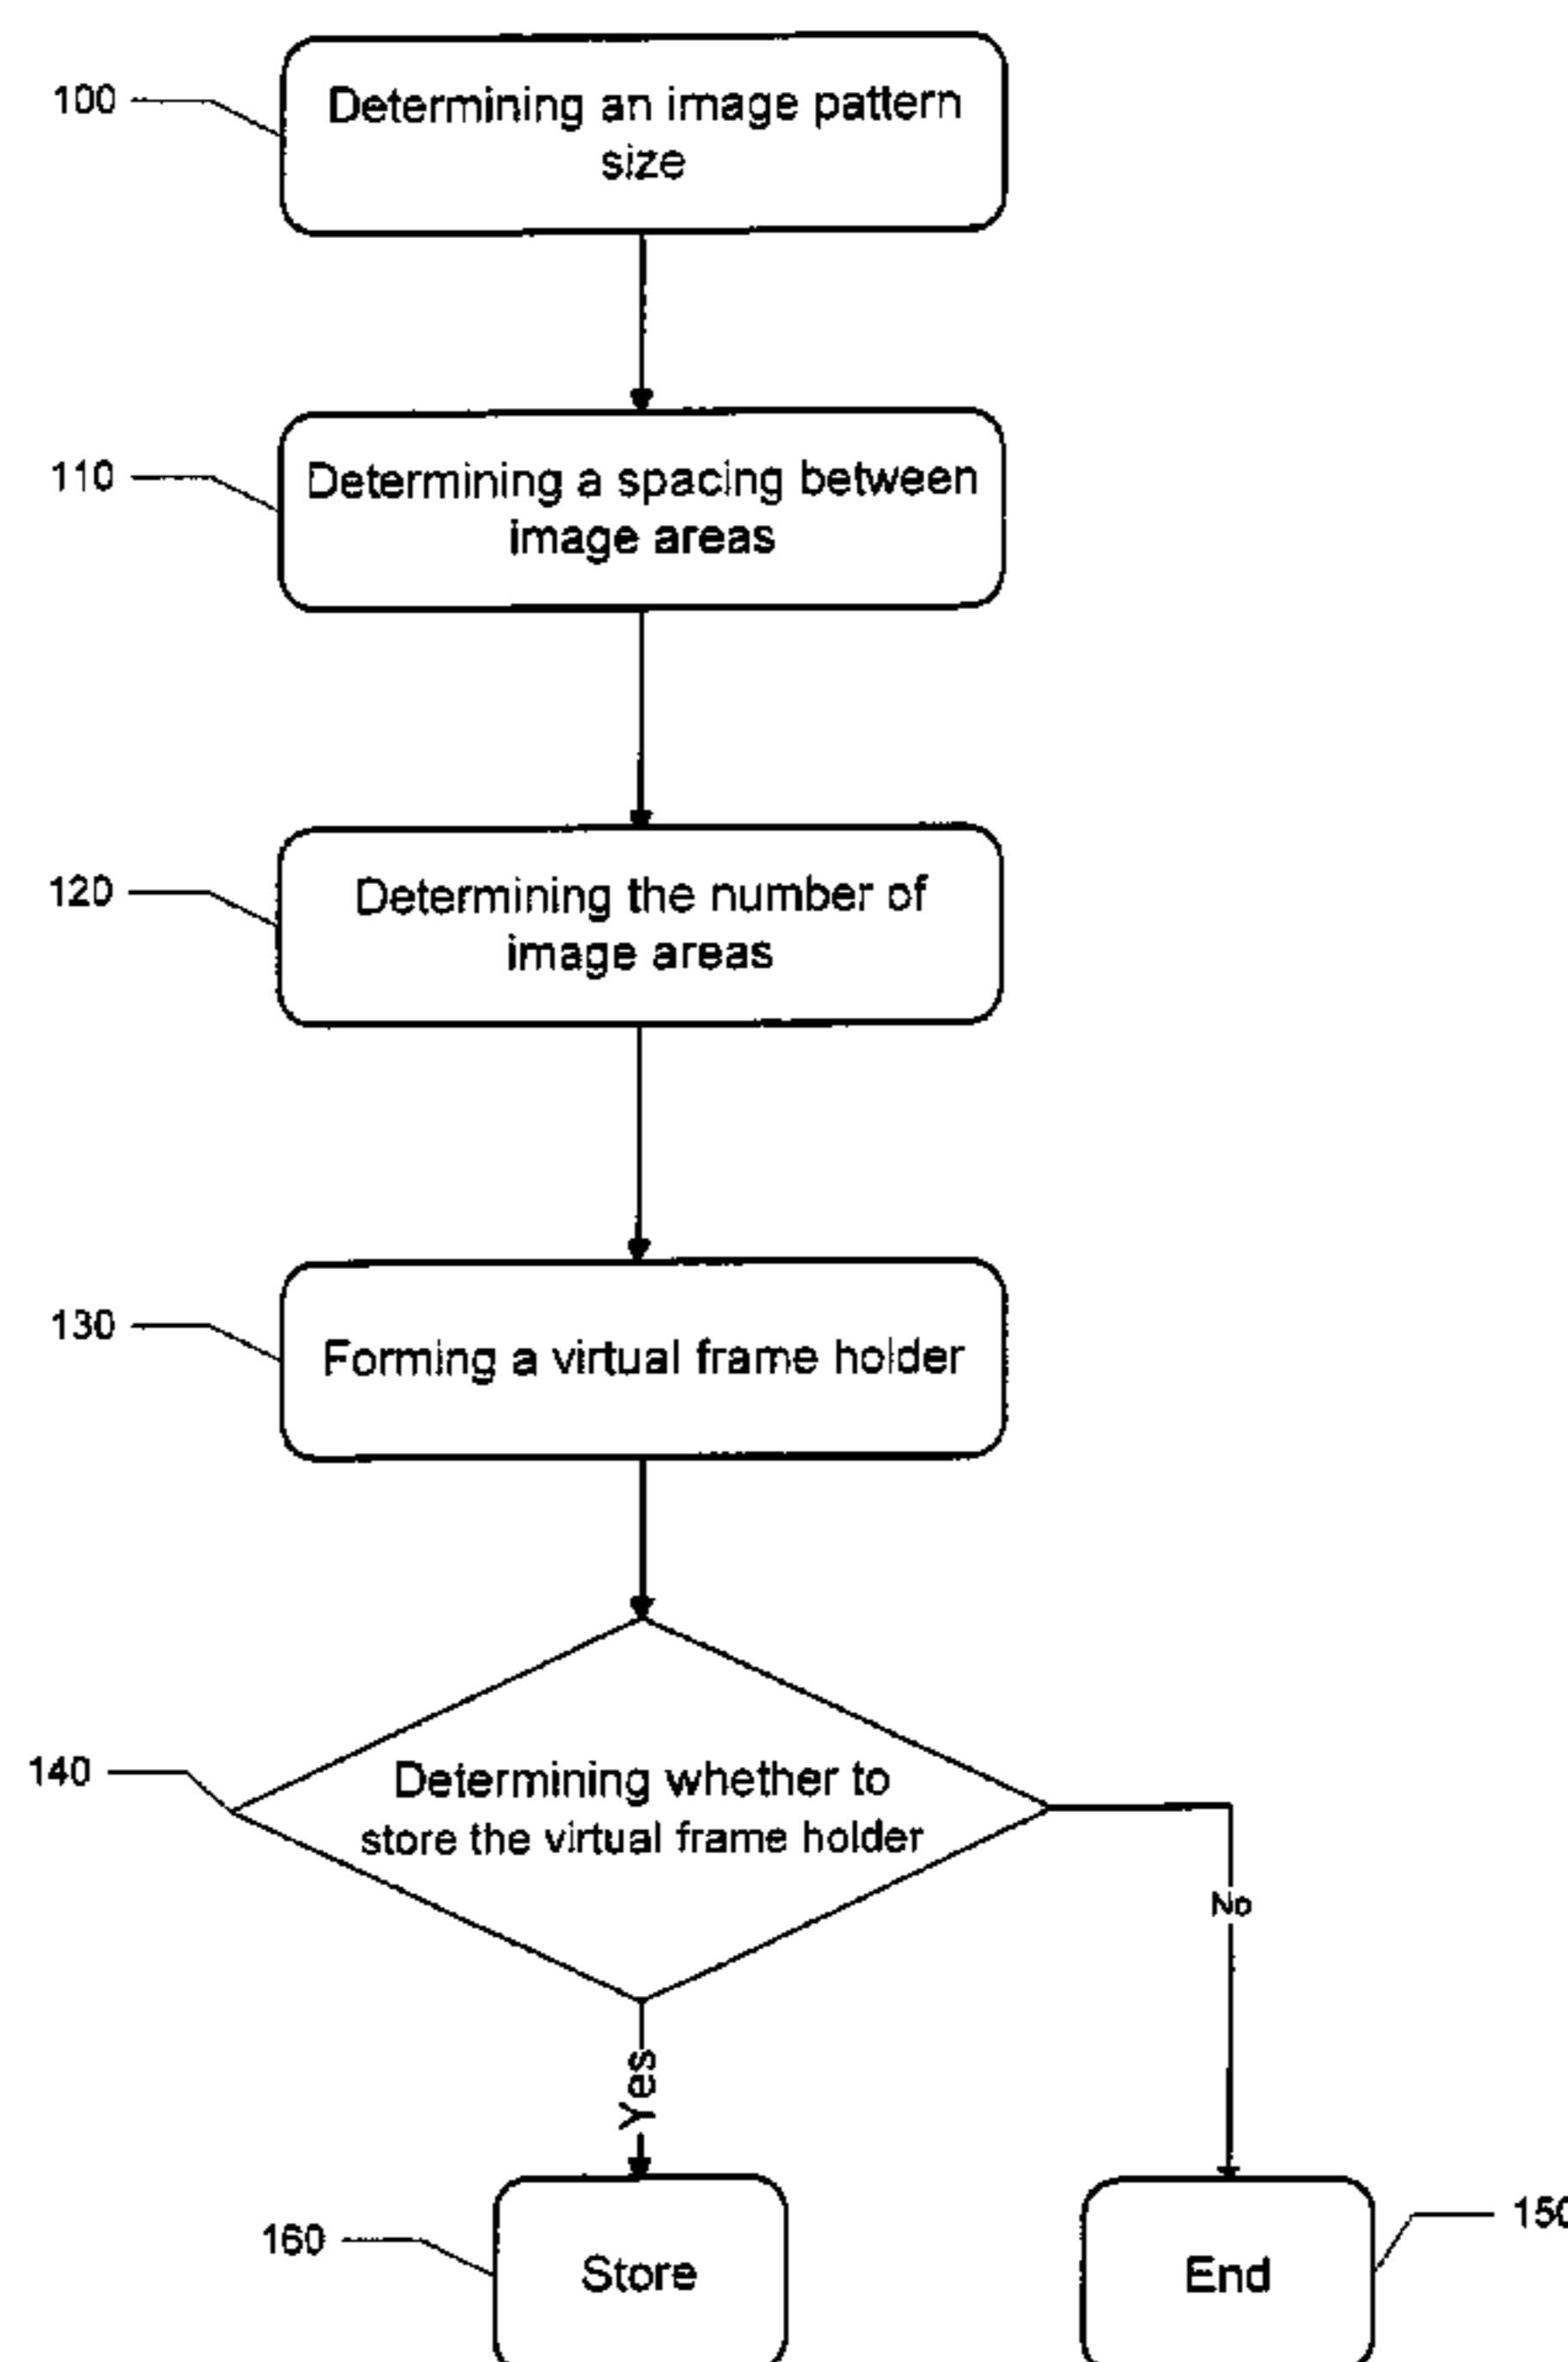 100
Determining an image pattern
size
110
Determining a spacing between
image areas
120
Determining the number of
image areas
130
Forming a virtual frame holder
140
Determining whether to
store the virtual frame holder
No
Yes
160
Store
End
150